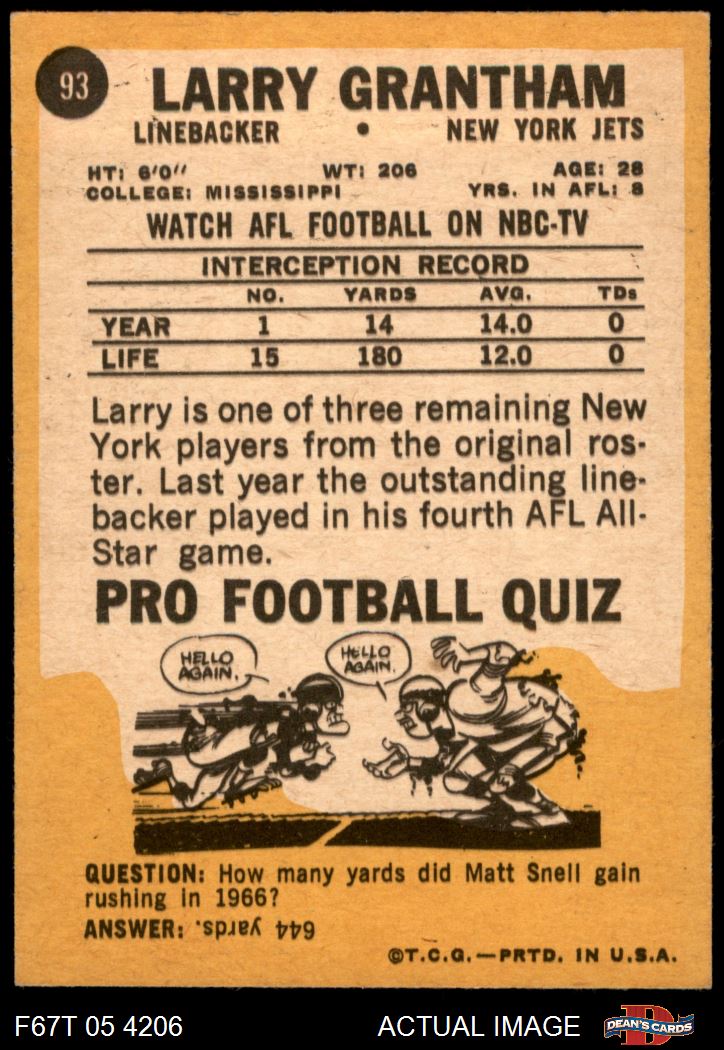 93
LARRY GRANTHAM
LINEBACKER • NEW YORK JETS
HT: 6'0" WT: 206 AGE: 28
COLLEGE: MISSISSIPPI YRS. IN AFL: 8
WATCH AFL FOOTBALL ON NBC-TV
INTERCEPTION RECORD
NO. YARDS AVG. TDs
YEAR 1 14 14.0 0
LIFE 15 180 12.0 0
Larry is one of three remaining New
York players from the original ros-
ter. Last year the outstanding line-
backer played in his fourth AFL All-
Star game.
PRO FOOTBALL QUIZ
HELLO
AGAIN.
HELLO
AGAIN.
QUESTION: How many yards did Matt Snell gain
rushing in 1966?
ANSWER: 644 yards.
©T.C.G.—PRTD. IN U.S.A.
F67T 05 4206 ACTUAL IMAGE
D
DEAN'S CARDS